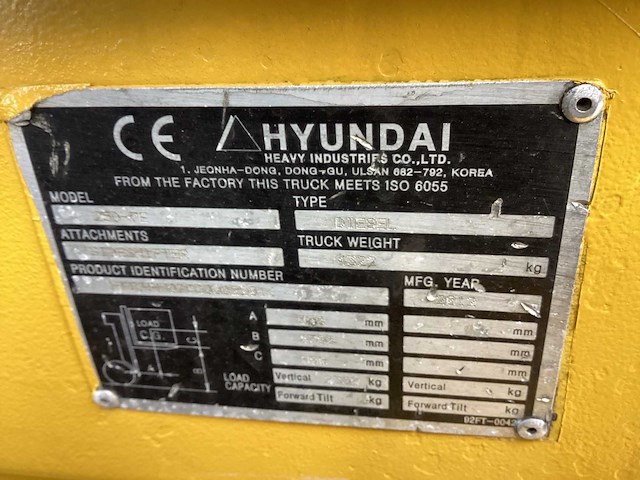 CE HYUNDAI
HEAVY INDUSTRIES CO.,LTD.
1. JEONHA-DONG, DONG-GU, ULSAN 682-792, KOREA
FROM THE FACTORY THIS TRUCK MEETS ISO 6055
MODEL TYPE
DIESEL
ATTACHMENTS TRUCK WEIGHT
kg
PRODUCT IDENTIFICATION NUMBER MFG. YEAR
LOAD
C.G.
A mm mm
B mm mm
C mm mm
LOAD CAPACITY Vertical kg Vertical kg
Forward Tilt kg Forward Tilt kg